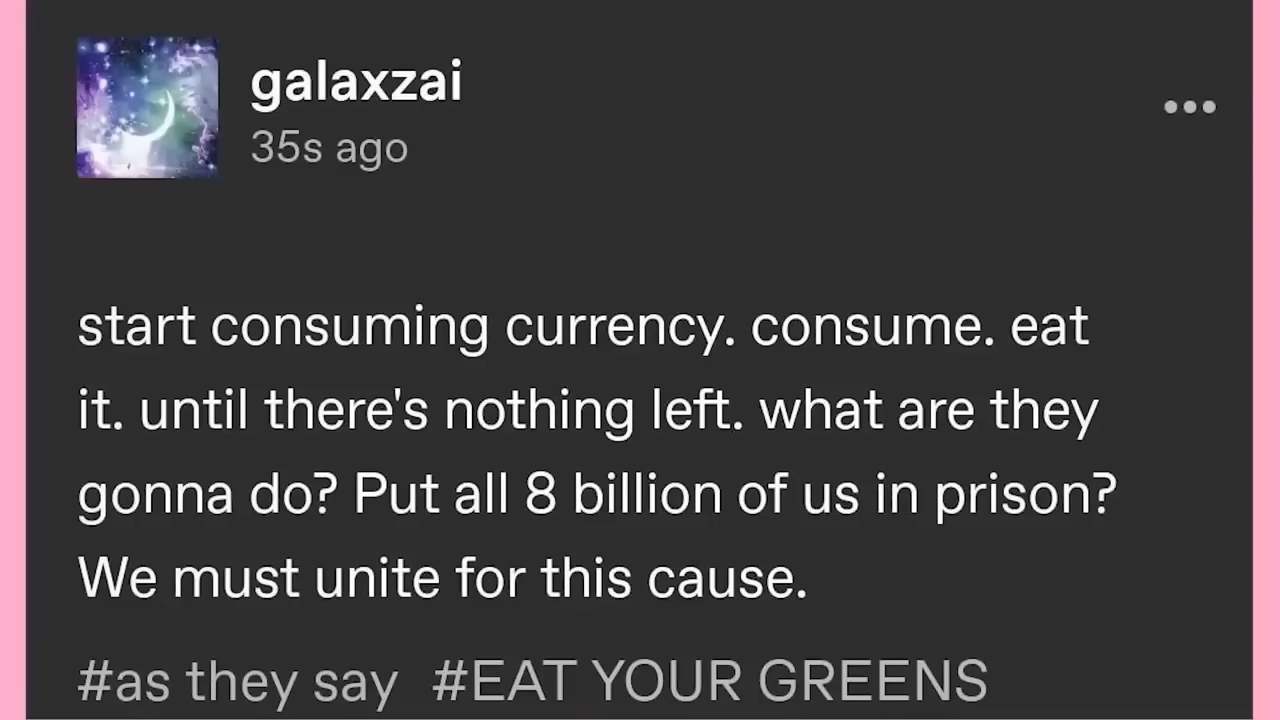 galaxzai
35s ago
start consuming currency. consume. eat
it. until there's nothing left. what are they
gonna do? Put all 8 billion of us in prison?
We must unite for this cause.
#as they say #EAT YOUR GREENS